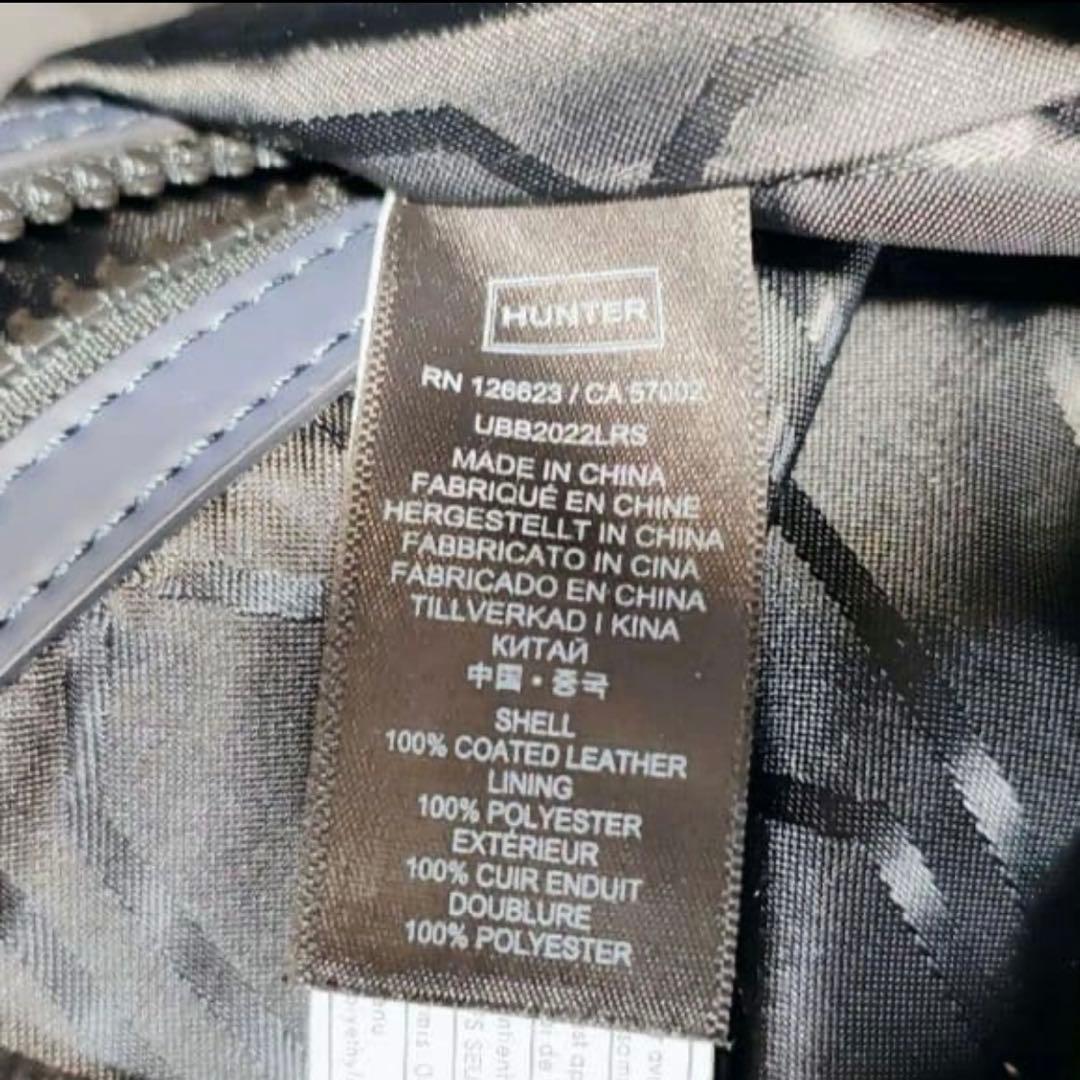 HUNTER
RN 126623 / CA 57002
UBB2022LRS
MADE IN CHINA
FABRIQUÉ EN CHINE
HERGESTELLT IN CHINA
FABBRICATO IN CINA
FABRICADO EN CHINA
TILLVERKAD I KINA
КИТАЙ
中国・중국
SHELL
100% COATED LEATHER
LINING
100% POLYESTER
EXTÉRIEUR
100% CUIR ENDUIT
DOUBLURE
100% POLYESTER